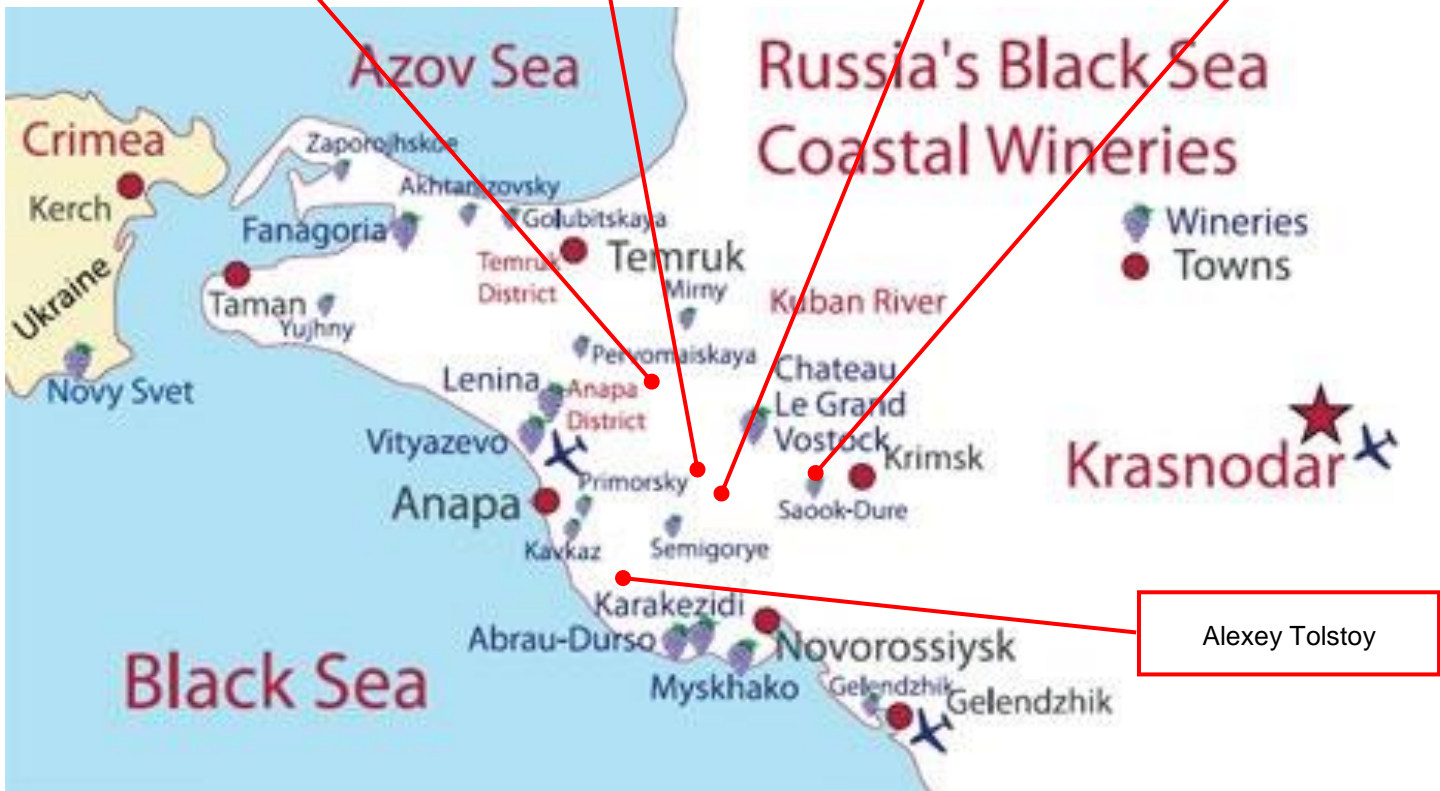 Azov Sea
Russia's Black Sea
Coastal Wineries
Crimea
Zaporojhskoe
Kerch
Akhtanizovsky
Fanagoria
Golubitskaya
Wineries
Temruk
District
Temruk
Towns
Ukraine
Taman
Yujhny
Mirny
Kuban River
Pervomaiskaya
Novy Svet
Lenina
Anapa
District
Chateau
Le Grand
Vostock
Vityazevo
Krimsk
Krasnodar
Primorsky
Anapa
Saook-Dure
Kavkaz
Semigorye
Karakezidi
Alexey Tolstoy
Abrau-Durso
Novorossiysk
Black Sea
Myskhako
Gelendzhik
Gelendzhik